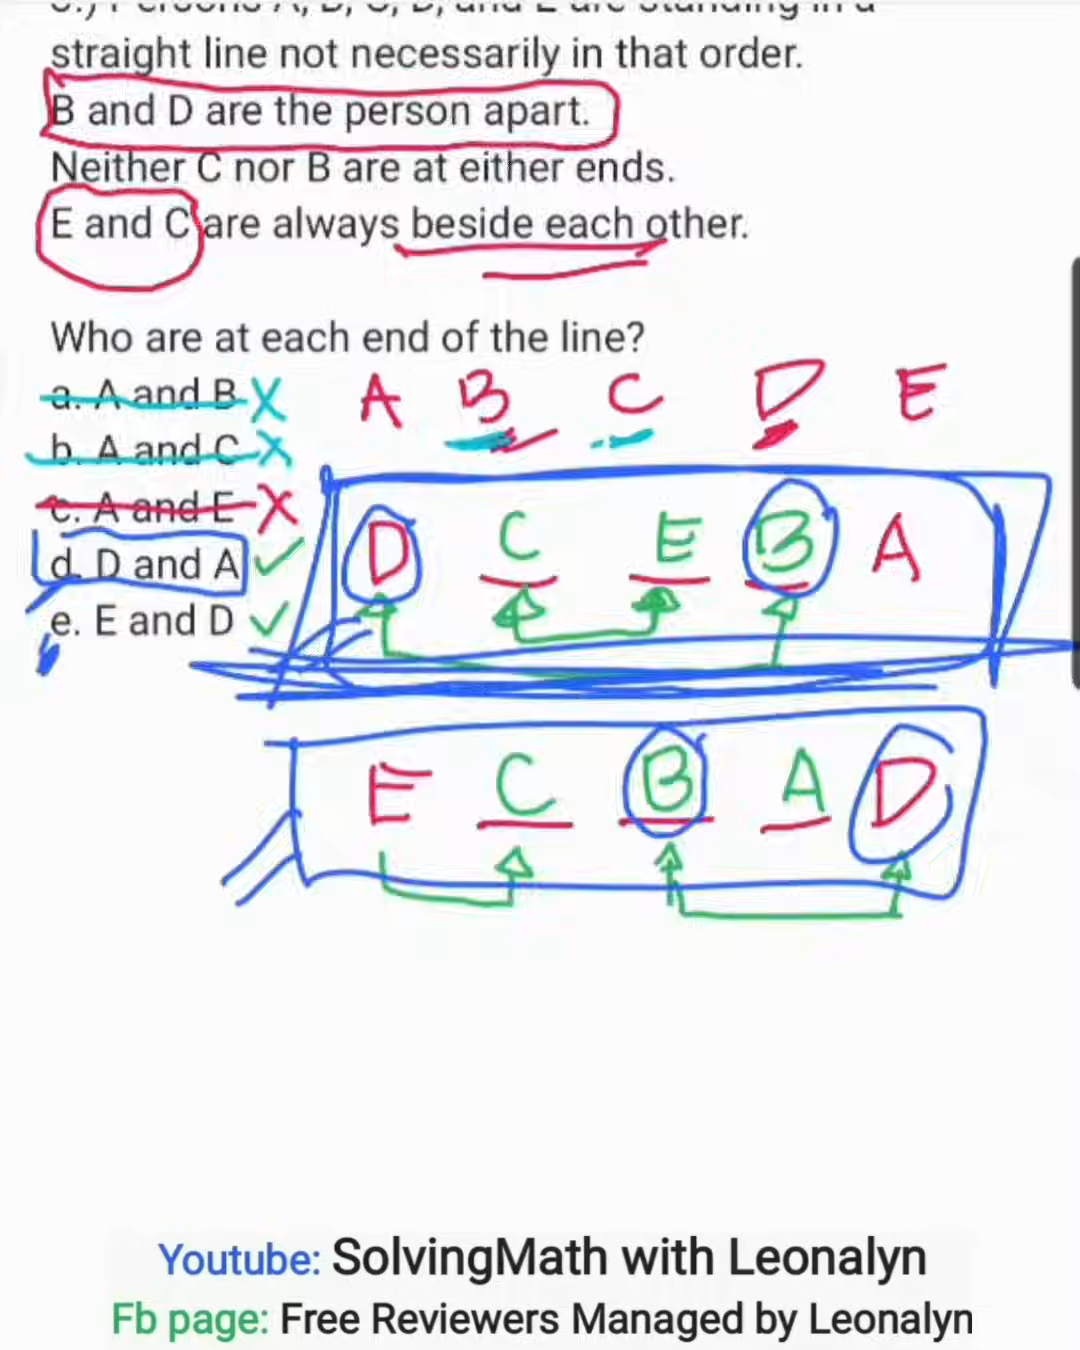 straight line not necessarily in that order.
B and D are the person apart.
Neither C nor B are at either ends.
E and C are always beside each other.
Who are at each end of the line?
a. A and B X
b. A and C X
c. A and E X
d. D and A ✓
e. E and D ✓
A B C D E
D C E B A
E C B A D
Youtube: SolvingMath with Leonalyn
Fb page: Free Reviewers Managed by Leonalyn